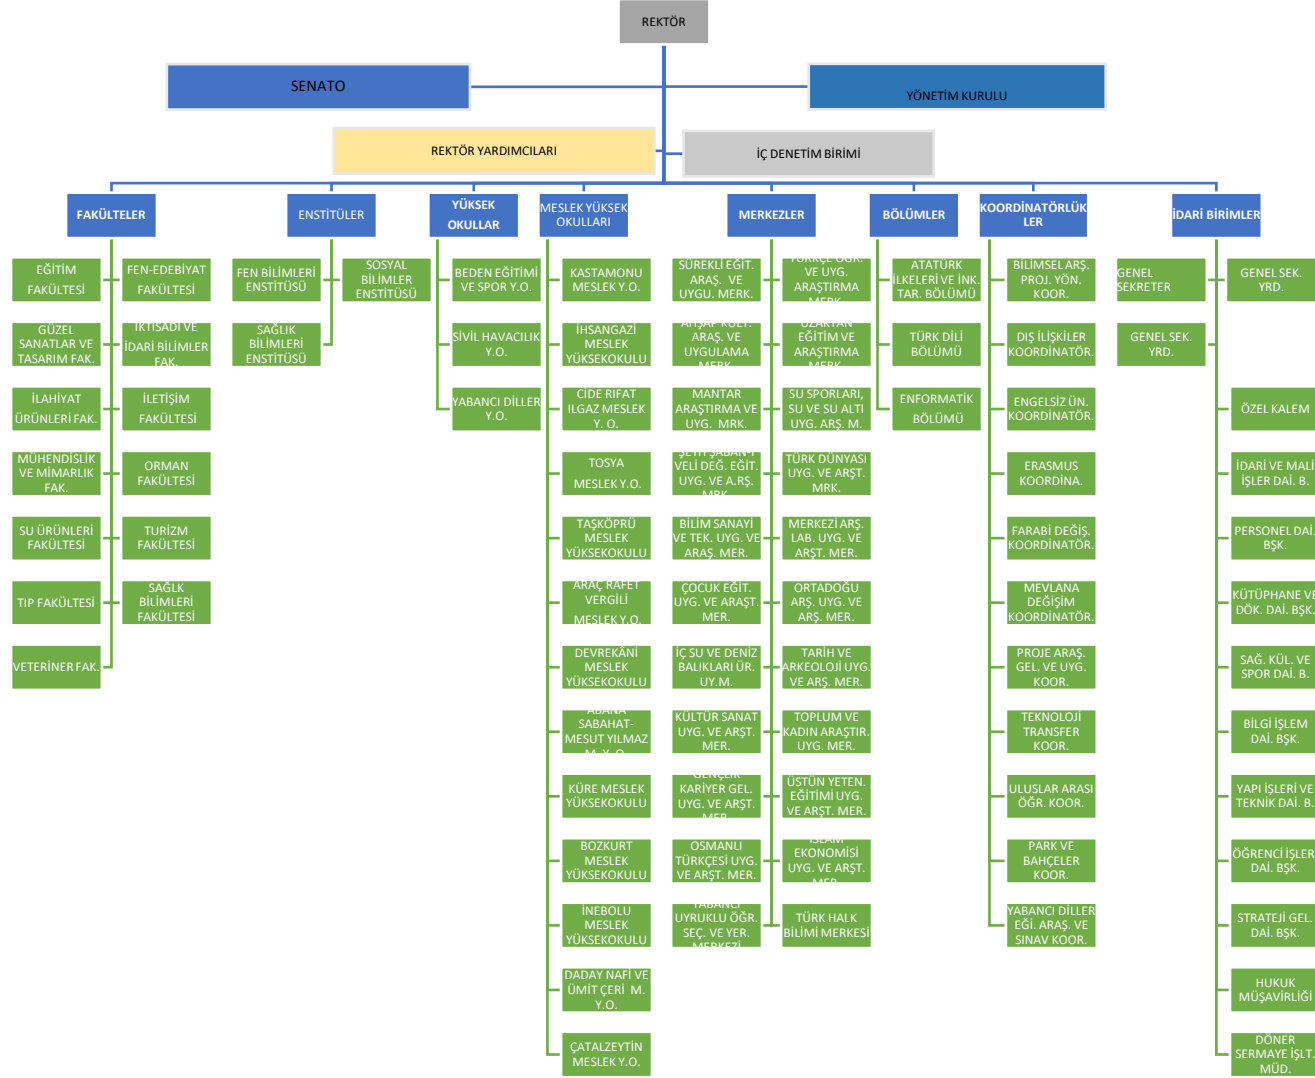 REKTÖR
SENATO
YÖNETİM KURULU
REKTÖR YARDIMCILARI
İÇ DENETİM BİRİMİ
FAKÜLTELER
EĞİTİM
FAKÜLTESİ
FEN-EDEBİYAT
FAKÜLTESİ
GÜZEL
SANATLAR VE
TASARIM FAK.
İKTİSADİ VE
İDARİ BİLİMLER
FAK.
İLAHİYAT
ÜRÜNLERİ FAK.
İLETİŞİM
FAKÜLTESİ
MÜHENDİSLİK
VE MİMARLIK
FAK.
ORMAN
FAKÜLTESİ
SU ÜRÜNLERİ
FAKÜLTESİ
TURİZM
FAKÜLTESİ
TIP FAKÜLTESİ
SAĞLK
BİLİMLERİ
FAKÜLTESİ
VETERİNER FAK.
ENSTİTÜLER
FEN BİLİMLERİ
ENSTİTÜSÜ
SOSYAL
BİLİMLER
ENSTİTÜSÜ
SAĞLIK
BİLİMLERİ
ENSTİTÜSÜ
YÜKSEK
OKULLAR
BEDEN EĞİTİMİ
VE SPOR Y.O.
SİVİL HAVACILIK
Y.O.
YABANCI DİLLER
Y.O.
MESLEK YÜKSEK
OKULLARI
KASTAMONU
MESLEK Y.O.
İHSANGAZİ
MESLEK
YÜKSEKOKULU
CİDE RIFAT
ILGAZ MESLEK
Y. O.
TOSYA
MESLEK Y.O.
TAŞKÖPRÜ
MESLEK
YÜKSEKOKULU
ARAÇ RAFET
VERGİLİ
MESLEK Y.O.
DEVREKÂNİ
MESLEK
YÜKSEKOKULU
ABANA
SABAHAT-
MESUT YILMAZ
M. Y. O.
KÜRE MESLEK
YÜKSEKOKULU
BOZKURT
MESLEK
YÜKSEKOKULU
İNEBOLU
MESLEK
YÜKSEKOKULU
DADAY NAFİ VE
ÜMİT ÇERİ M.
Y.O.
ÇATALZEYTİN
MESLEK Y.O.
MERKEZLER
SÜREKLİ EĞİT.
ARAŞ. VE
UYGU. MERK.
TÜRKÇE ÖĞR.
VE UYG.
ARAŞTIRMA
MERK.
AHŞAP KÜLT.
ARAŞ. VE
UYGULAMA
MERK.
UZAKTAN
EĞİTİM VE
ARAŞTIRMA
MERK.
MANTAR
ARAŞTIRMA VE
UYG. MRK.
SU SPORLARI,
SU VE SU ALTI
UYG. ARŞ. M.
ŞEYH ŞABAN-I
VELİ DEĞ. EĞİT.
UYG. VE A.RŞ.
MRK.
TÜRK DÜNYASI
UYG. VE ARŞT.
MRK.
BİLİM SANAYİ
VE TEK. UYG. VE
ARAŞ. MER.
MERKEZİ ARŞ.
LAB. UYG. VE
ARŞT. MER.
ÇOCUK EĞİT.
UYG. VE ARAŞT.
MER.
ORTADOĞU
ARŞ. UYG. VE
ARŞ. MER.
İÇ SU VE DENİZ
BALIKLARI ÜR.
UY.M.
TARİH VE
ARKEOLOJİ UYG.
VE ARŞ. MER.
KÜLTÜR SANAT
UYG. VE ARŞT.
MER.
TOPLUM VE
KADIN ARAŞTIR.
UYG. MER.
GENÇLİK
KARİYER GEL.
UYG. VE ARŞT.
MER.
ÜSTÜN YETEN.
EĞİTİMİ UYG.
VE ARŞT. MER.
OSMANLI
TÜRKÇESİ UYG.
VE ARŞT. MER.
İSLAM
EKONOMİSİ
UYG. VE ARŞT.
MER.
YABANCI
UYRUKLU ÖĞR.
SEÇ. VE YER.
MERKEZİ
TÜRK HALK
BİLİMİ MERKESİ
BÖLÜMLER
ATATÜRK
İLKELERİ VE İNK.
TAR. BÖLÜMÜ
TÜRK DİLİ
BÖLÜMÜ
ENFORMATİK
BÖLÜMÜ
KOORDİNATÖRLÜK
LER
BİLİMSEL ARŞ.
PROJ. YÖN.
KOOR.
DIŞ İLİŞKİLER
KOORDİNATÖR.
ENGELSİZ ÜN.
KOORDİNATÖR.
ERASMUS
KOORDİNA.
FARABİ DEĞİŞ.
KOORDİNATÖR.
MEVLANA
DEĞİŞİM
KOORDİNATÖR.
PROJE ARAŞ.
GEL. VE UYG.
KOOR.
TEKNOLOJİ
TRANSFER
KOOR.
ULUSLAR ARASI
ÖĞR. KOOR.
PARK VE
BAHÇELER
KOOR.
YABANCI DİLLER
EĞİ. ARAŞ. VE
SINAV KOOR.
İDARİ BİRİMLER
GENEL
SEKRETER
GENEL SEK.
YRD.
GENEL SEK.
YRD.
ÖZEL KALEM
İDARİ VE MALİ
İŞLER DAİ. B.
PERSONEL DAİ.
BŞK.
KÜTÜPHANE VE
DÖK. DAİ. BŞK.
SAĞ. KÜL. VE
SPOR DAİ. B.
BİLGİ İŞLEM
DAİ. BŞK.
YAPI İŞLERİ VE
TEKNİK DAİ. B.
ÖĞRENCİ İŞLER
DAİ. BŞK.
STRATEJİ GEL.
DAİ. BŞK.
HUKUK
MÜŞAVİRLİĞİ
DÖNER
SERMAYE İŞLT.
MÜD.